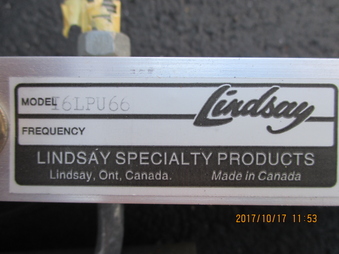 MODEL 16LPU66
Lindsay
FREQUENCY
LINDSAY SPECIALTY PRODUCTS
Lindsay, Ont, Canada. Made in Canada
2017/10/17 11:53